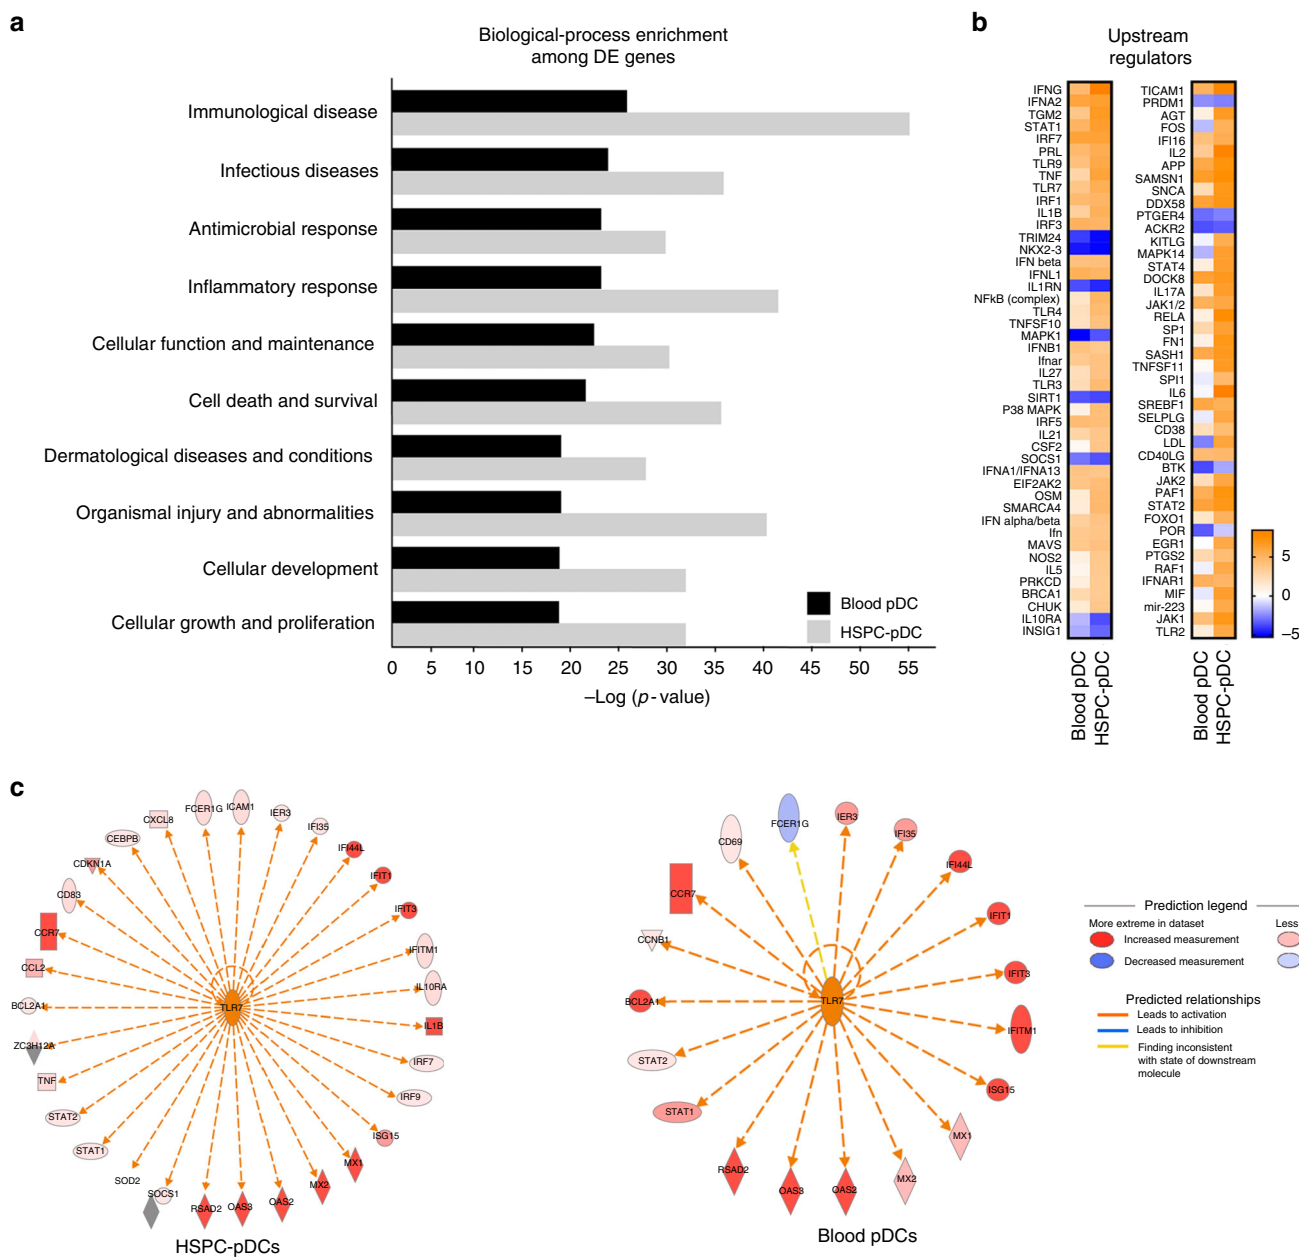 a
Biological-process enrichment
among DE genes
Immunological disease
Infectious diseases
Antimicrobial response
Inflammatory response
Cellular function and maintenance
Cell death and survival
Dermatological diseases and conditions
Organismal injury and abnormalities
Cellular development
Cellular growth and proliferation
Blood pDC
HSPC-pDC
0 5 15 20 30 35 40 45 50 55
–Log (p-value)
b
Upstream
regulators
IFNG
IFNA2
TGM2
STAT1
IRF7
PRL
TLR9
TNF
TLR7
IRF1
IL1B
IRF3
TRIM24
NKX2-3
IFN beta
IFNL1
IL1RN
NFkB (complex)
TLR4
TNFSF10
MAPK1
IFNB1
Ifnar
IL27
TLR3
SIRT1
P38 MAPK
IRF5
IL21
CSF2
SOCS1
IFNA1/IFNA13
EIF2AK2
OSM
SMARCA4
IFN alpha/beta
Ifn
MAVS
NOS2
IL5
PRKCD
BRCA1
CHUK
IL10RA
INSIG1
Blood pDC
HSPC-pDC
TICAM1
PRDM1
AGT
FOS
IFI16
IL2
APP
SAMSN1
SNCA
DDX58
PTGER4
ACKR2
KITLG
MAPK14
STAT4
DOCK8
IL17A
JAK1/2
RELA
SP1
FN1
SASH1
TNFSF11
SPI1
IL6
SREBF1
SELPLG
CD38
LDL
CD40LG
BTK
JAK2
PAF1
STAT2
FOXO1
POR
EGR1
PTGS2
RAF1
IFNAR1
MIF
mir-223
JAK1
TLR2
Blood pDC
HSPC-pDC
5
0
–5
c
FCER1G
ICAM1
IER3
IFI35
IFI44L
IFIT1
IFIT3
IFITM1
IL10RA
IL1B
IRF7
IRF9
ISG15
MX1
MX2
OAS2
OAS3
RSAD2
SOCS1
SOD2
STAT1
STAT2
TNF
ZC3H12A
BCL2A1
CCL2
CCR7
CD83
CDKN1A
CEBPB
CXCL8
TLR7
HSPC-pDCs
FCER1G
IER3
IFI35
IFI44L
IFIT1
IFIT3
IFITM1
ISG15
MX1
MX2
OAS2
OAS3
RSAD2
STAT1
STAT2
BCL2A1
CCNB1
CCR7
CD69
TLR7
Blood pDCs
Prediction legend
More extreme in dataset Less
Increased measurement
Decreased measurement
Predicted relationships
Leads to activation
Leads to inhibition
Finding inconsistent
with state of downstream
molecule